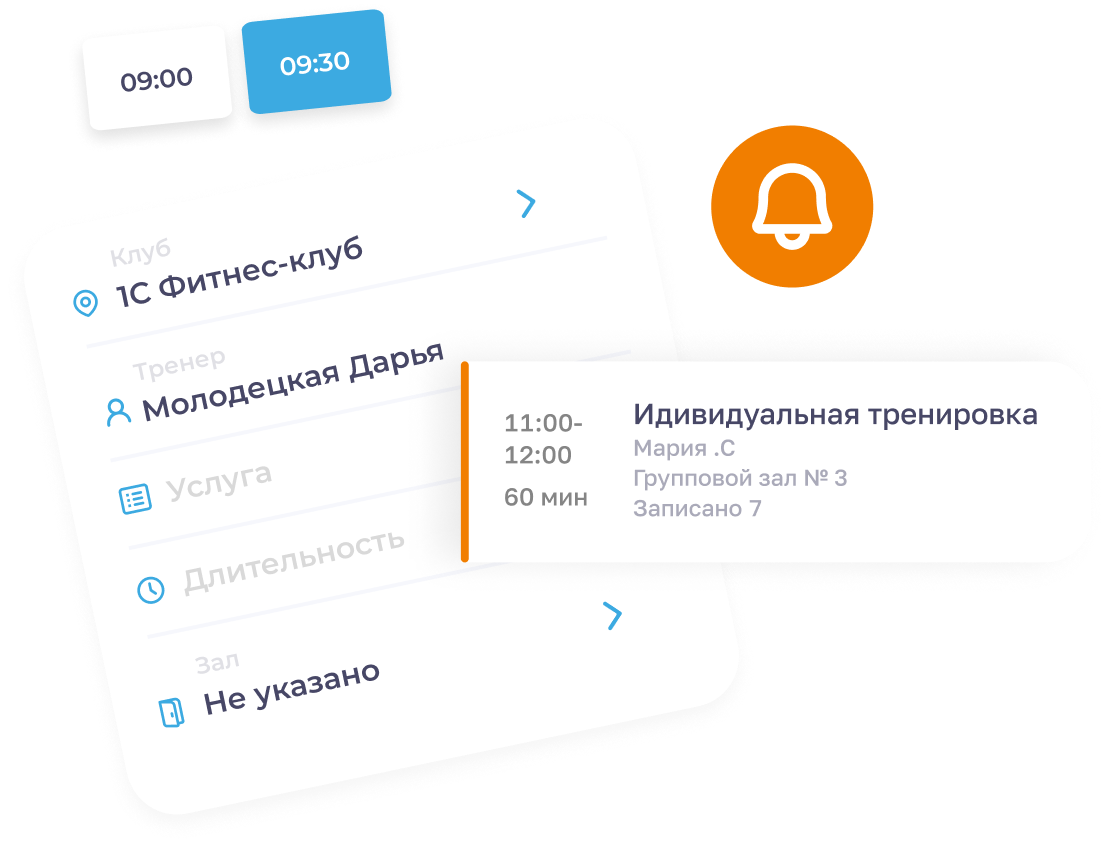 09:00
09:30
Клуб
1С Фитнес-клуб
Тренер
Молодецкая Дарья
Услуга
Длительность
Зал
Не указано
11:00-
12:00
60 мин
Идивидуальная тренировка
Мария .С
Групповой зал № 3
Записано 7